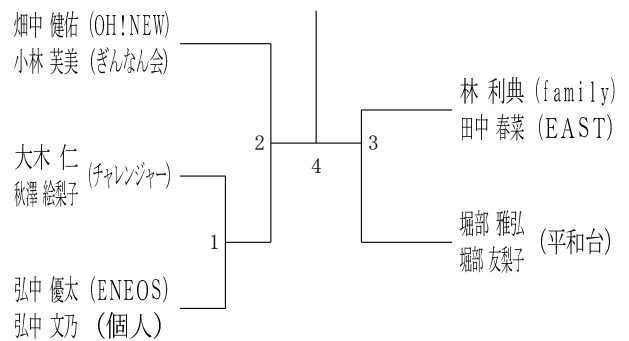 畑中 健佑 (OH!NEW)
小林 芙美 (ぎんなん会)
大木 仁
(チャレンジャー)
秋澤 絵梨子
弘中 優太 (ENEOS)
弘中 文乃 (個人)
1
2
4
3
林 利典 (family)
田中 春菜 (EAST)
堀部 雅弘
(平和台)
堀部 友梨子